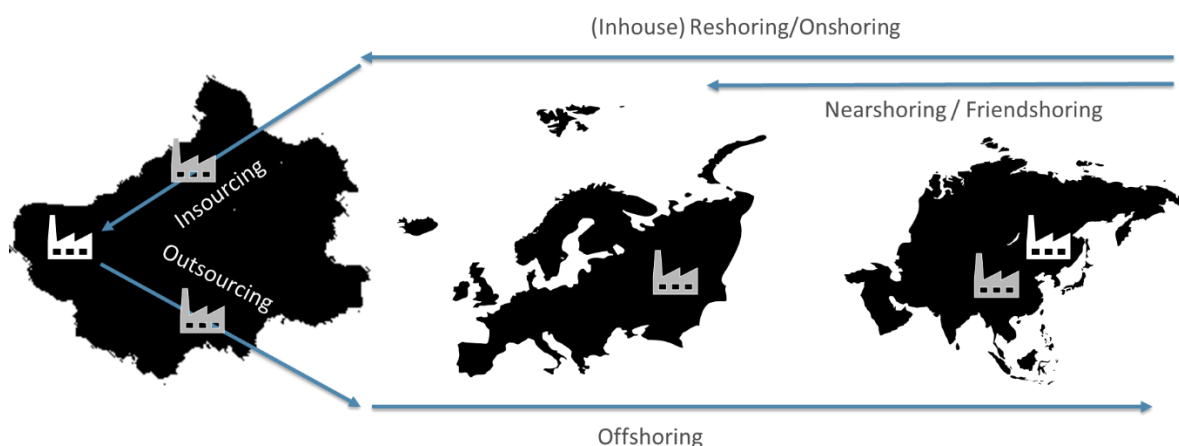 (Inhouse) Reshoring/Onshoring
Nearshoring / Friendshoring
Insourcing
Outsourcing
Offshoring